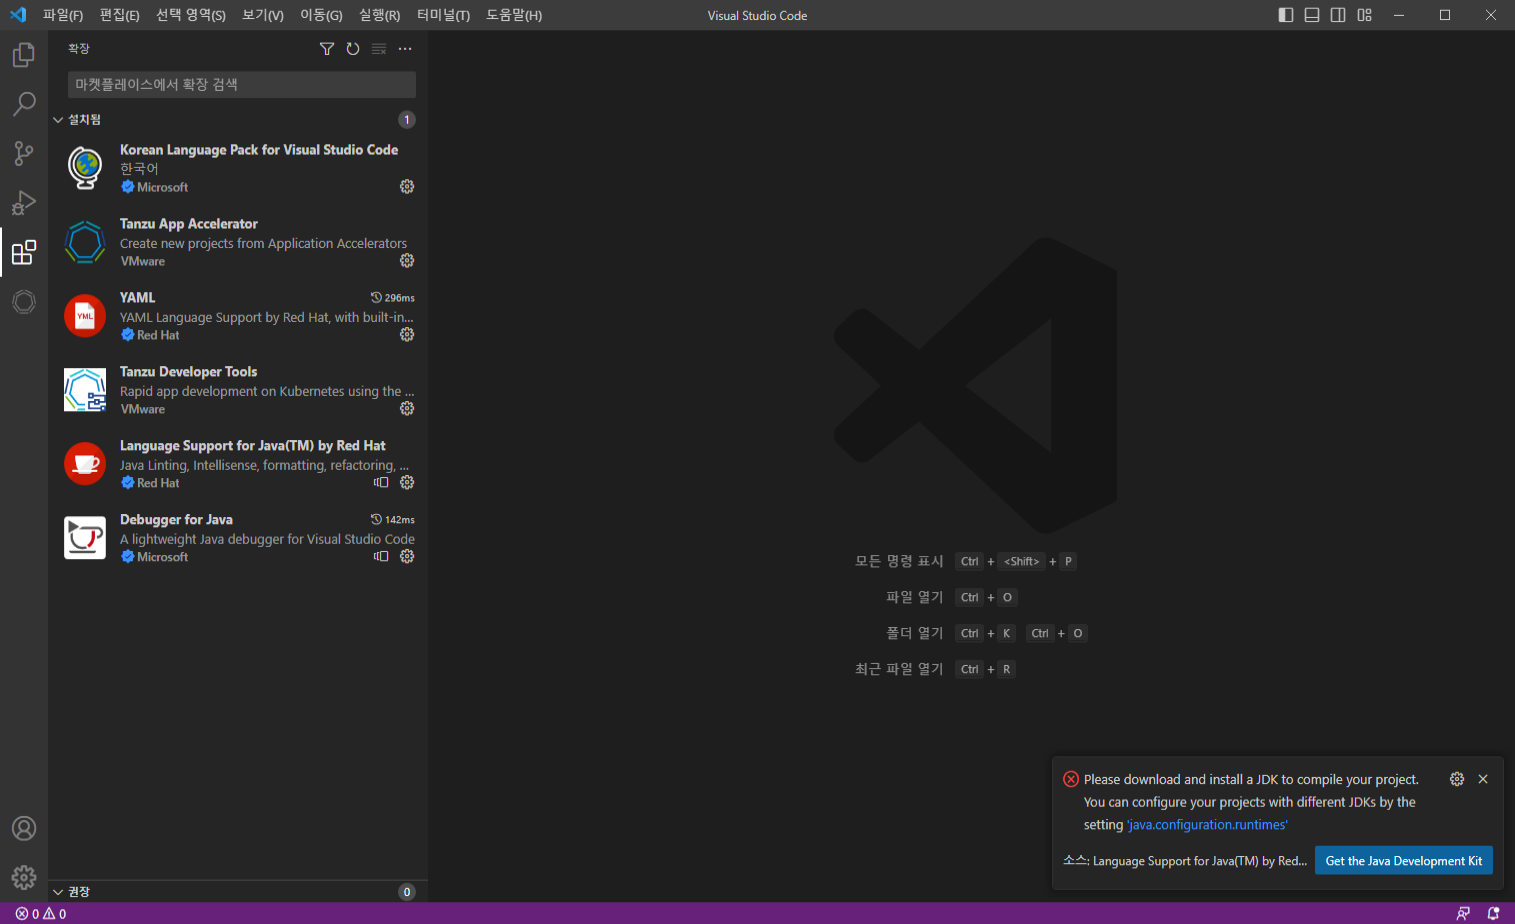 파일(F) 편집(E) 선택 영역(S) 보기(V) 이동(G) 실행(R) 터미널(T) 도움말(H) Visual Studio Code
확장
마켓플레이스에서 확장 검색
설치됨 1
Korean Language Pack for Visual Studio Code
한국어
Microsoft
Tanzu App Accelerator
Create new projects from Application Accelerators
VMware
YAML 296ms
YML
YAML Language Support by Red Hat, with built-in...
Red Hat
Tanzu Developer Tools
Rapid app development on Kubernetes using the ...
VMware
Language Support for Java(TM) by Red Hat
Java Linting, Intellisense, formatting, refactoring, ...
Red Hat
Debugger for Java 142ms
A lightweight Java debugger for Visual Studio Code
Microsoft
모든 명령 표시 Ctrl + <Shift> + P
파일 열기 Ctrl + O
폴더 열기 Ctrl + K Ctrl + O
최근 파일 열기 Ctrl + R
Please download and install a JDK to compile your project.
You can configure your projects with different JDKs by the
setting 'java.configuration.runtimes'
소스: Language Support for Java(TM) by Red... Get the Java Development Kit
권장 0
0 0